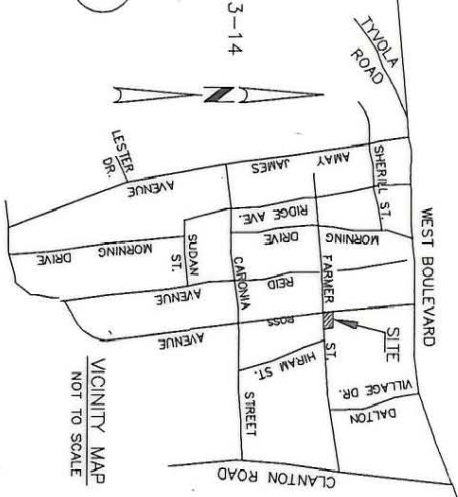 3-14
TYVOLA
ROAD
WEST BOULEVARD
SHERILL ST.
AMAY
JAMES
AVENUE
LESTER
DR.
RIDGE AVE.
MORNING
DRIVE
MORNING
DRIVE
SUDAN
ST.
CARONIA
STREET
FARMER
ST.
REID
AVENUE
ROSS
AVENUE
SITE
HIRAM ST.
VILLAGE DR.
DALTON
CLANTON ROAD
VICINITY MAP
NOT TO SCALE